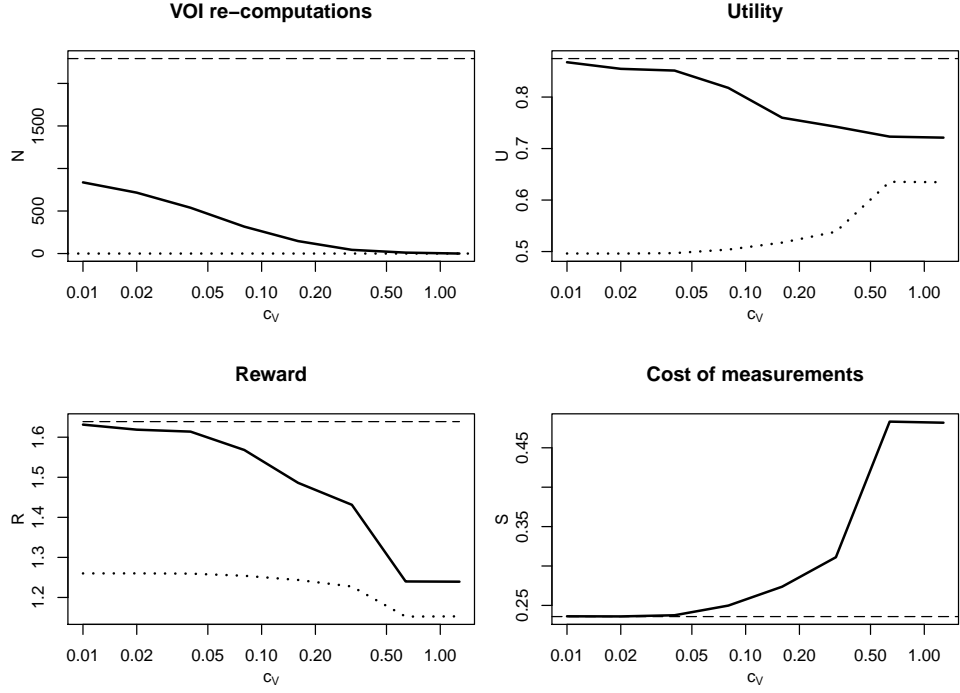 VOI re−computations
N
0
500
1500
0.01 0.02 0.05 0.10 0.20 0.50 1.00
cV
Utility
U
0.5
0.6
0.7
0.8
0.01 0.02 0.05 0.10 0.20 0.50 1.00
cV
Reward
R
1.2
1.3
1.4
1.5
1.6
0.01 0.02 0.05 0.10 0.20 0.50 1.00
cV
Cost of measurements
S
0.25
0.35
0.45
0.01 0.02 0.05 0.10 0.20 0.50 1.00
cV